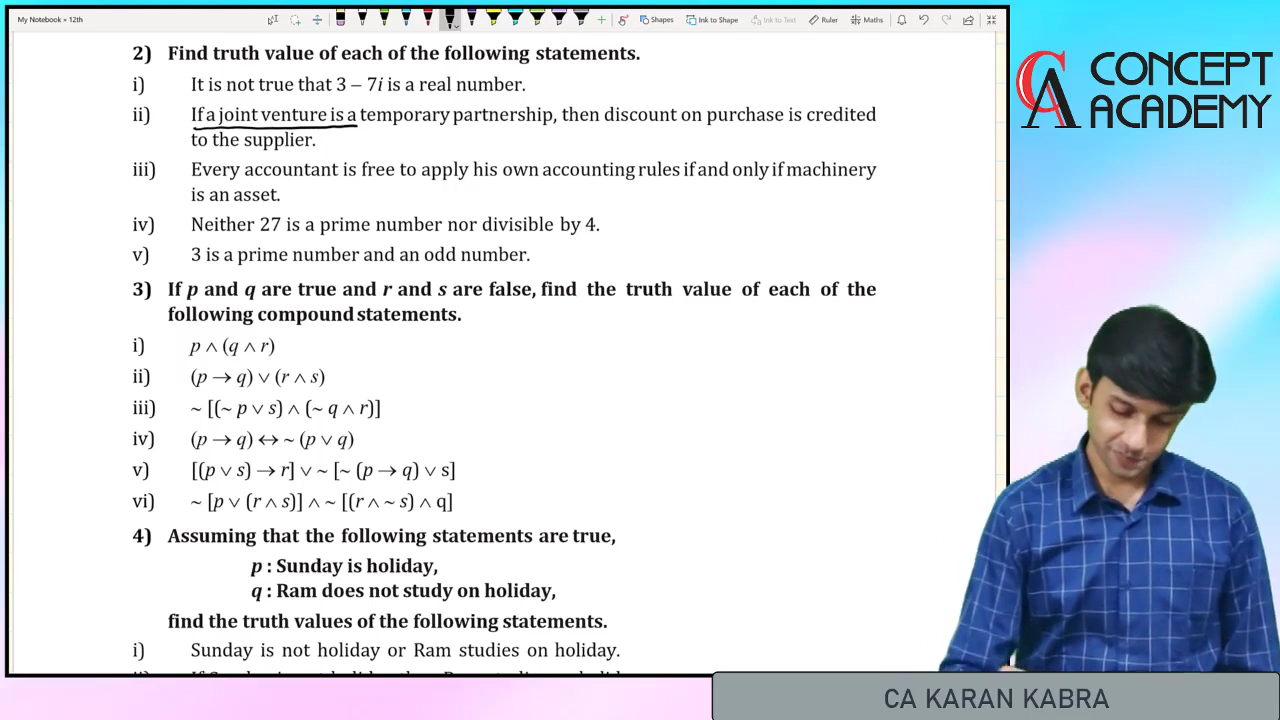 My Notebook » 12th
Shapes
Ink to Shape
Ink to Text
Ruler
Maths
2) Find truth value of each of the following statements.
i) It is not true that 3 – 7i is a real number.
ii) If a joint venture is a temporary partnership, then discount on purchase is credited
to the supplier.
iii) Every accountant is free to apply his own accounting rules if and only if machinery
is an asset.
iv) Neither 27 is a prime number nor divisible by 4.
v) 3 is a prime number and an odd number.
3) If p and q are true and r and s are false, find the truth value of each of the
following compound statements.
i) p ∧ (q ∧ r)
ii) (p → q) ∨ (r ∧ s)
iii) ~ [(~ p ∨ s) ∧ (~ q ∧ r)]
iv) (p → q) ↔ ~ (p ∨ q)
v) [(p ∨ s) → r] ∨ ~ [~ (p → q) ∨ s]
vi) ~ [p ∨ (r ∧ s)] ∧ ~ [(r ∧ ~ s) ∧ q]
4) Assuming that the following statements are true,
p : Sunday is holiday,
q : Ram does not study on holiday,
find the truth values of the following statements.
i) Sunday is not holiday or Ram studies on holiday.
CA CONCEPT
ACADEMY
CA KARAN KABRA